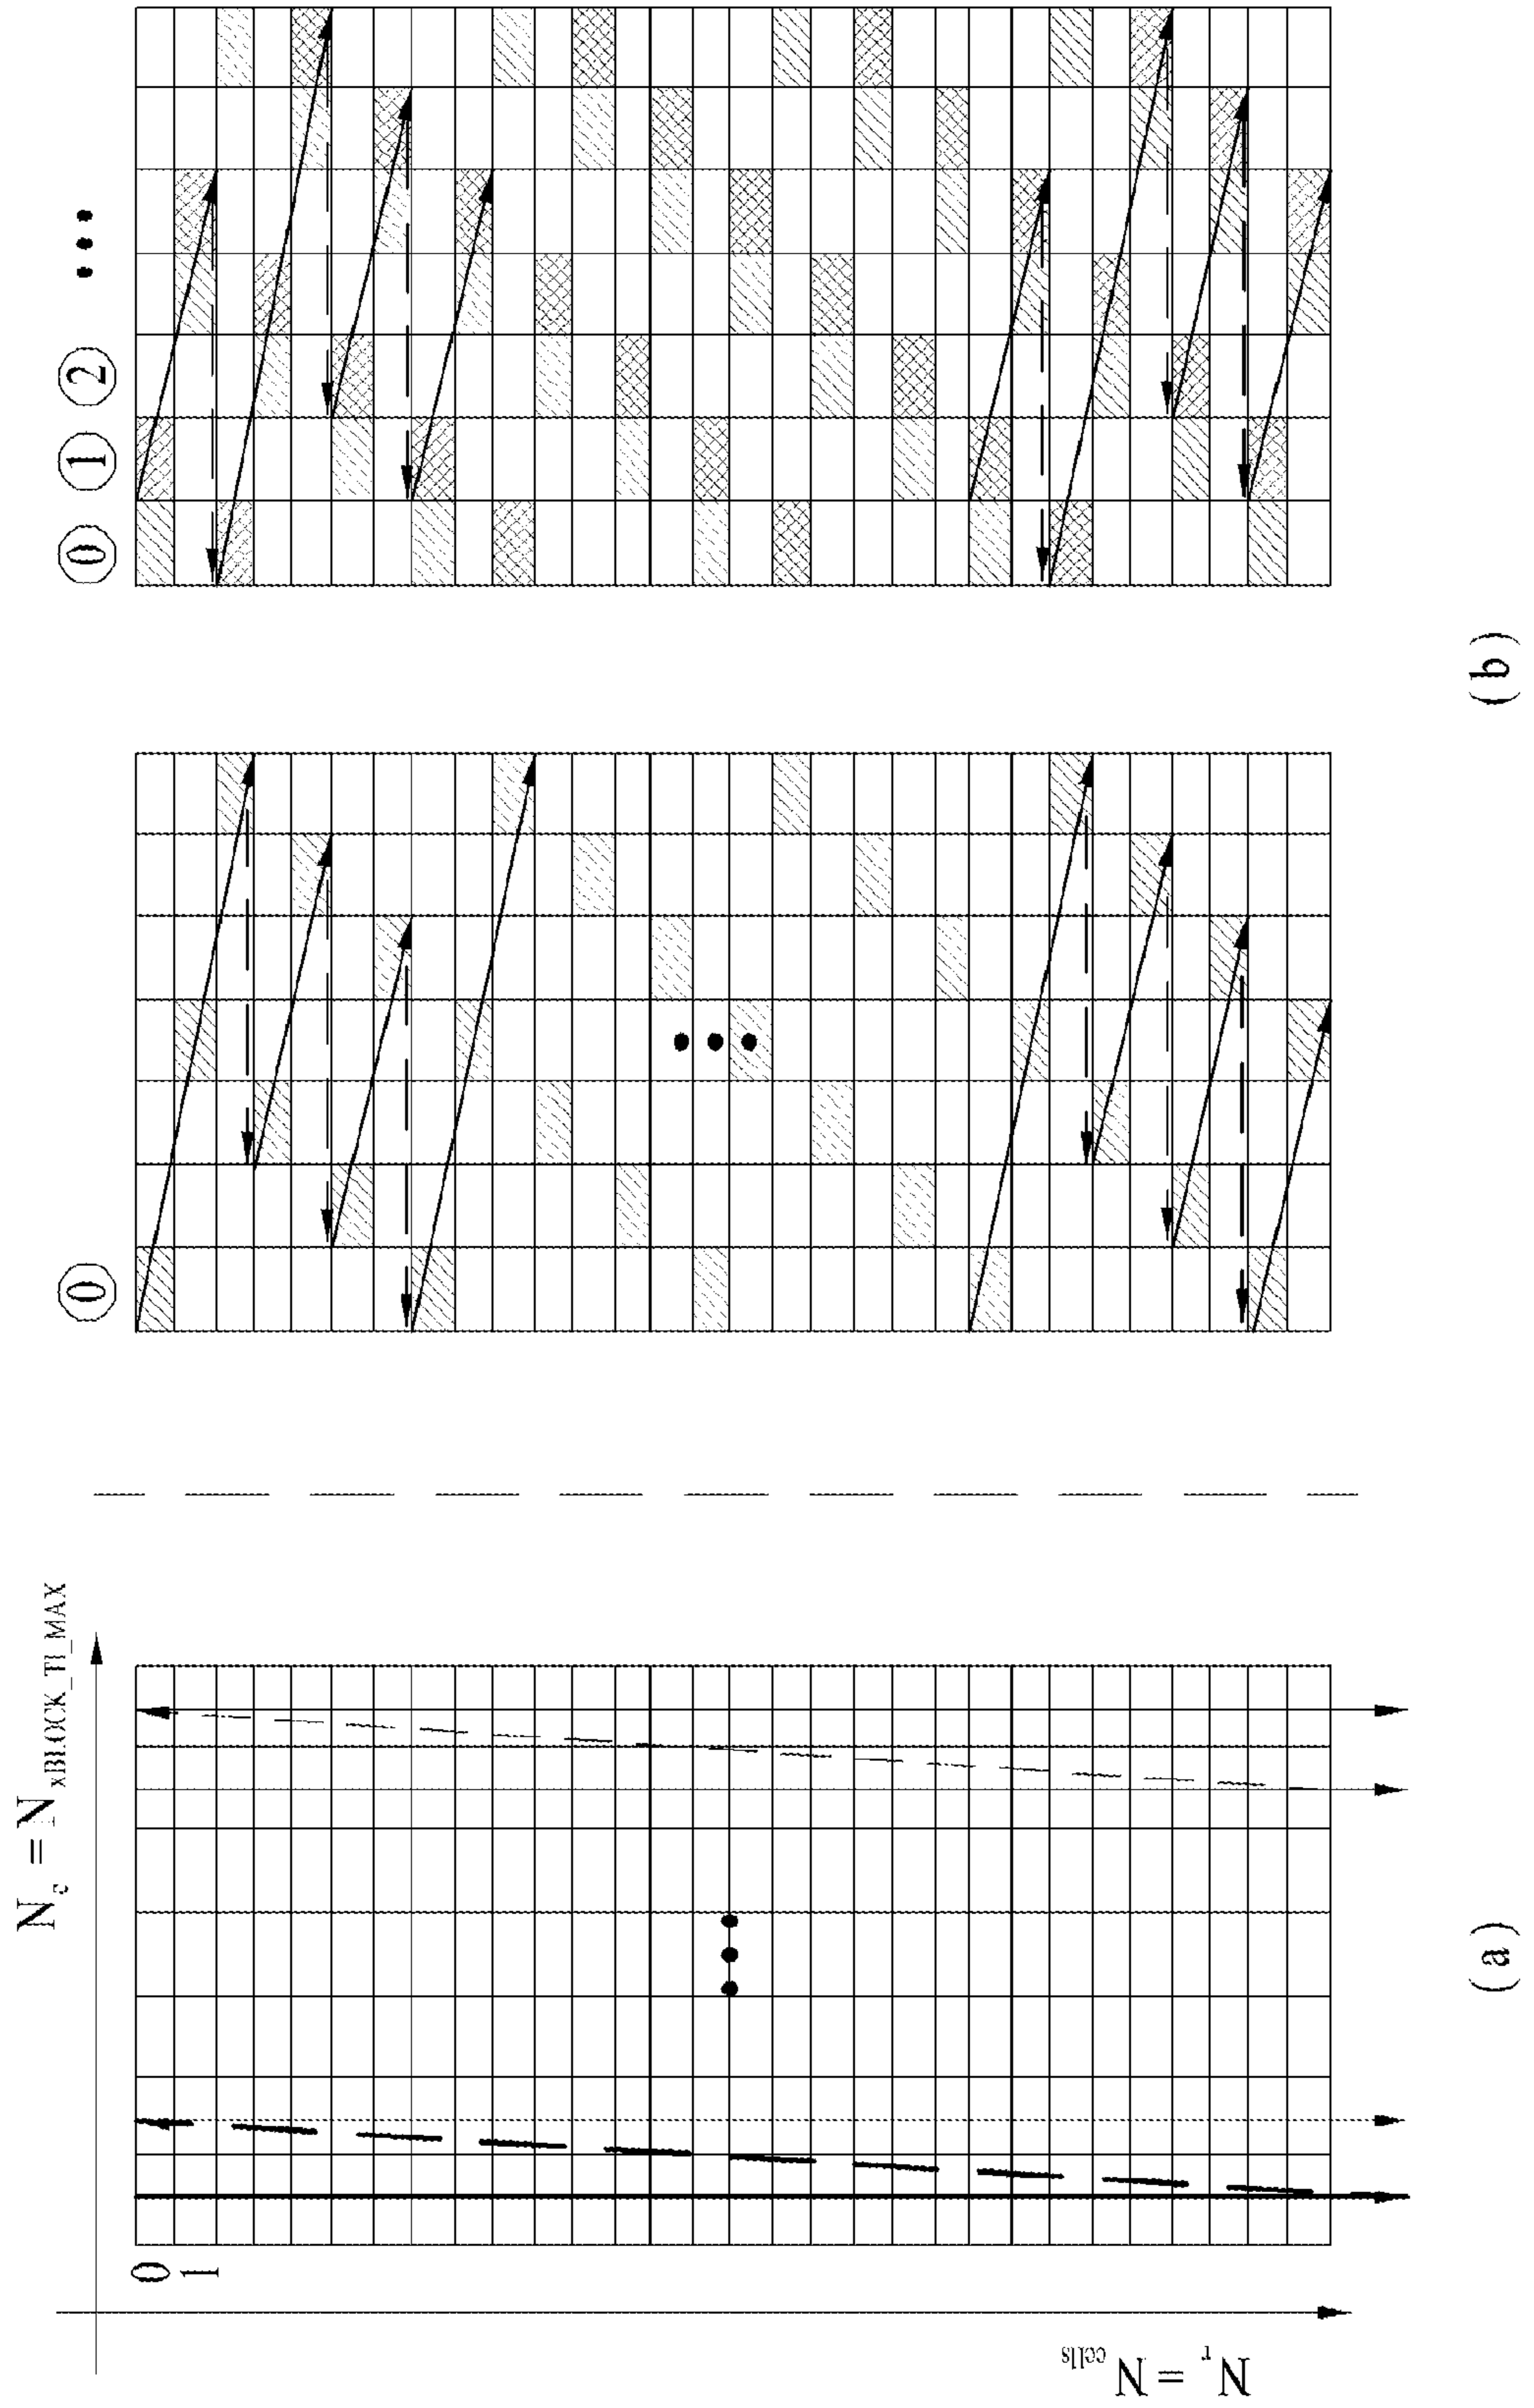 N_c = N_xBLOCK_TI_MAX
0
1
N_r = N_cells
(a)
⓪
⓪ ① ② •••
(b)